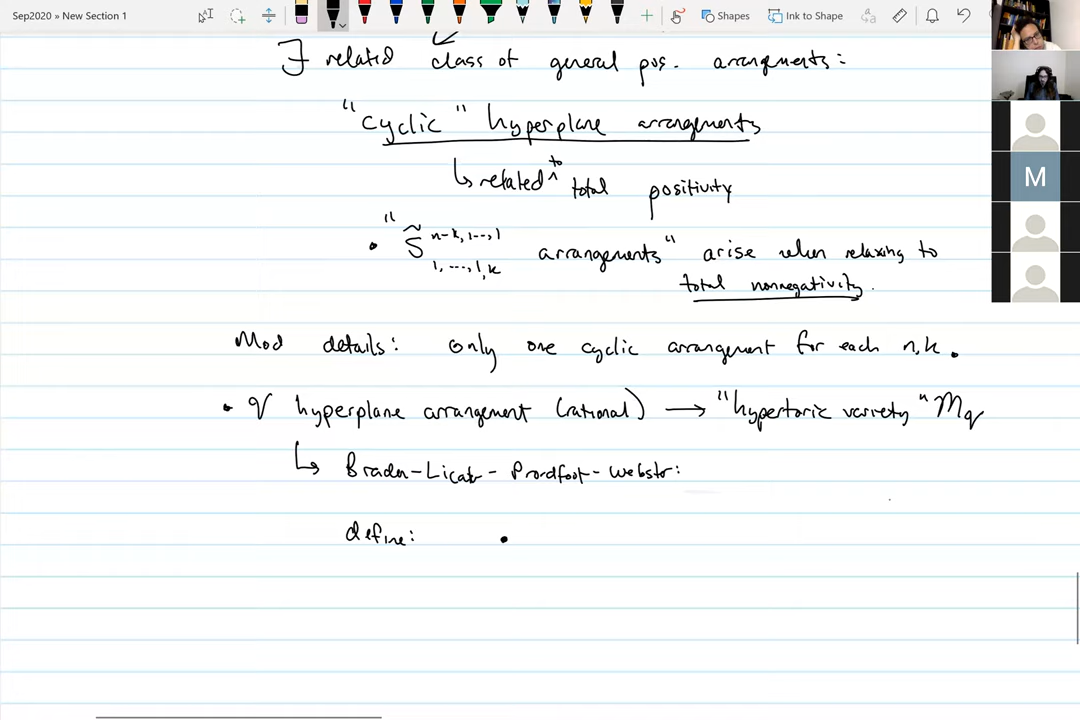 Sep2020 » New Section 1
Shapes
Ink to Shape
∃ related class of general pos. arrangements:
"cyclic" hyperplane arrangements
↳ related to total positivity
• "S̃ n-k,1,...,1 1,...,1,k arrangements" arise when relaxing to
total nonnegativity.
Mod details: only one cyclic arrangement for each n,k.
• V hyperplane arrangement (rational) → "hypertoric variety" M_V
↳ Braden-Licata-Proudfoot-Webster:
define: •
M